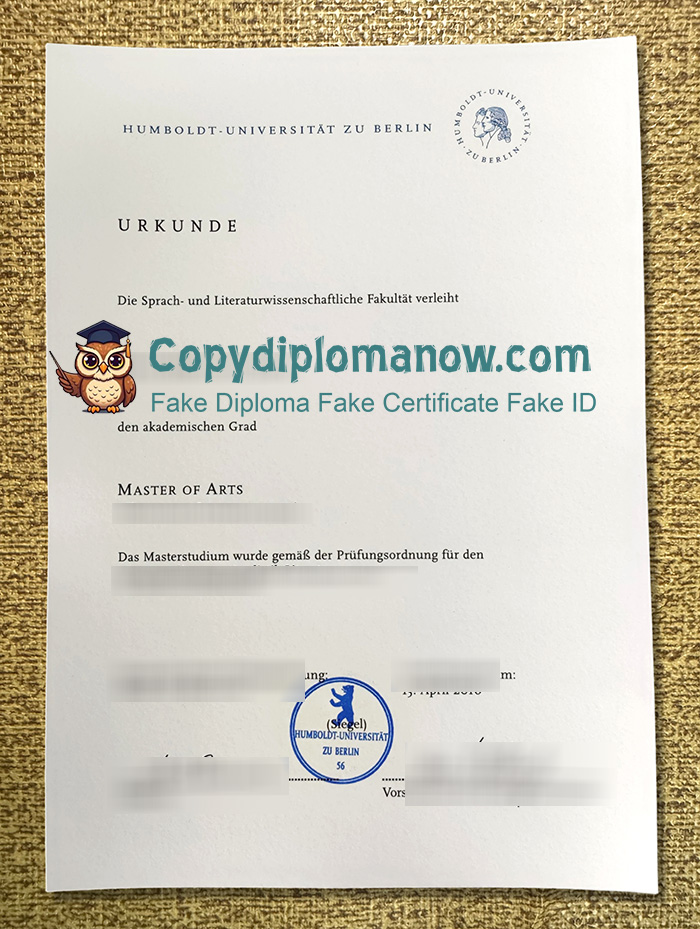 HUMBOLDT-UNIVERSITÄT ZU BERLIN
HUMBOLDT-UNIVERSITÄT · ZU BERLIN ·
URKUNDE
Die Sprach- und Literaturwissenschaftliche Fakultät verleiht
Copydiplomanow.com
Fake Diploma Fake Certificate Fake ID
den akademischen Grad
MASTER OF ARTS
Das Masterstudium wurde gemäß der Prüfungsordnung für den
April
(Siegel)
HUMBOLDT-UNIVERSITÄT
ZU BERLIN
56